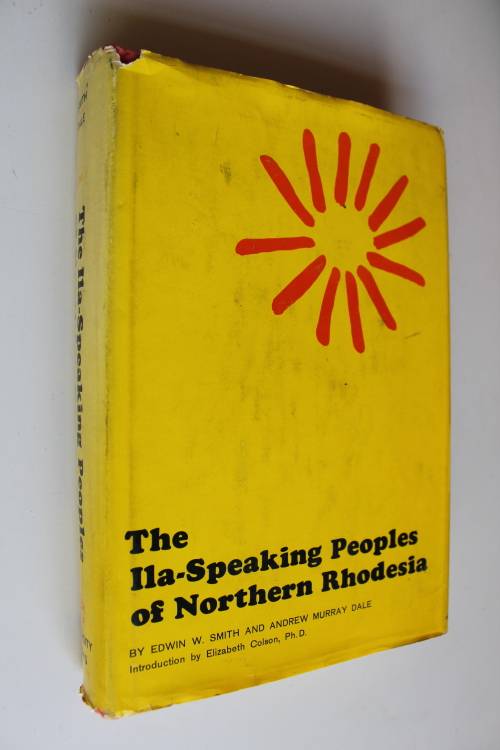 The
Ila-Speaking Peoples
of Northern Rhodesia
BY EDWIN W. SMITH AND ANDREW MURRAY DALE
Introduction by Elizabeth Colson, Ph.D.
The Ila-Speaking Peoples